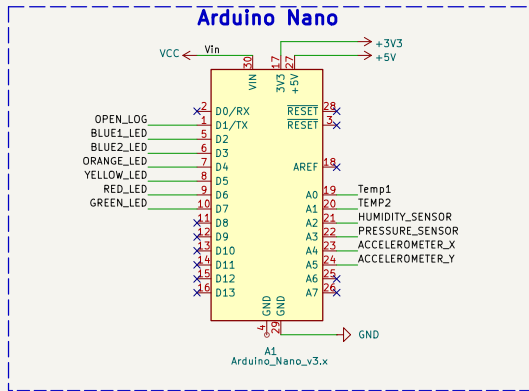 Arduino Nano
VCC Vin +3V3
+5V
30 17 27
VIN 3V3 +5V
2 D0/RX RESET 28
OPEN_LOG 1 D1/TX RESET 3
BLUE1_LED 5 D2
BLUE2_LED 6 D3
ORANGE_LED 7 D4 AREF 18
YELLOW_LED 8 D5
RED_LED 9 D6 A0 19 Temp1
GREEN_LED 10 D7 A1 20 TEMP2
11 D8 A2 21 HUMIDITY_SENSOR
12 D9 A3 22 PRESSURE_SENSOR
13 D10 A4 23 ACCELEROMETER_X
14 D11 A5 24 ACCELEROMETER_Y
15 D12 A6 25
16 D13 A7 26
GND GND
4 29 GND
A1
Arduino_Nano_v3.x